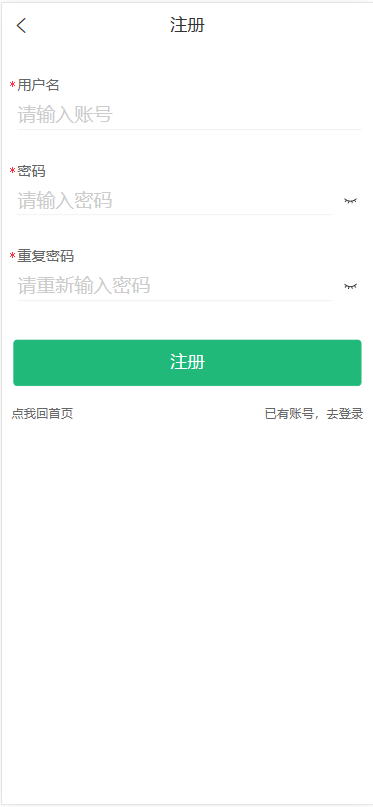 注册
*用户名
请输入账号
*密码
请输入密码
*重复密码
请重新输入密码
注册
点我回首页
已有账号，去登录